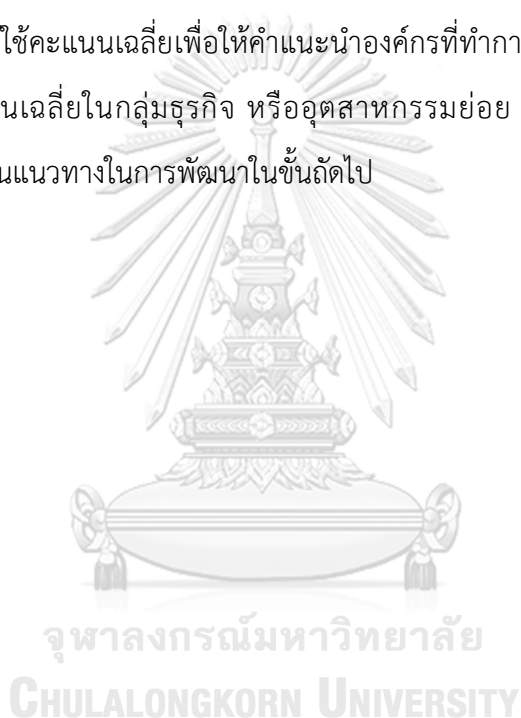 ใช้คะแนนเฉลี่ยเพื่อให้คำแนะนำองค์กรที่ทำกา
นเฉลี่ยในกลุ่มธุรกิจ หรืออุตสาหกรรมย่อย
นแนวทางในการพัฒนาในขั้นถัดไป
จุฬาลงกรณ์มหาวิทยาลัย
CHULALONGKORN UNIVERSITY